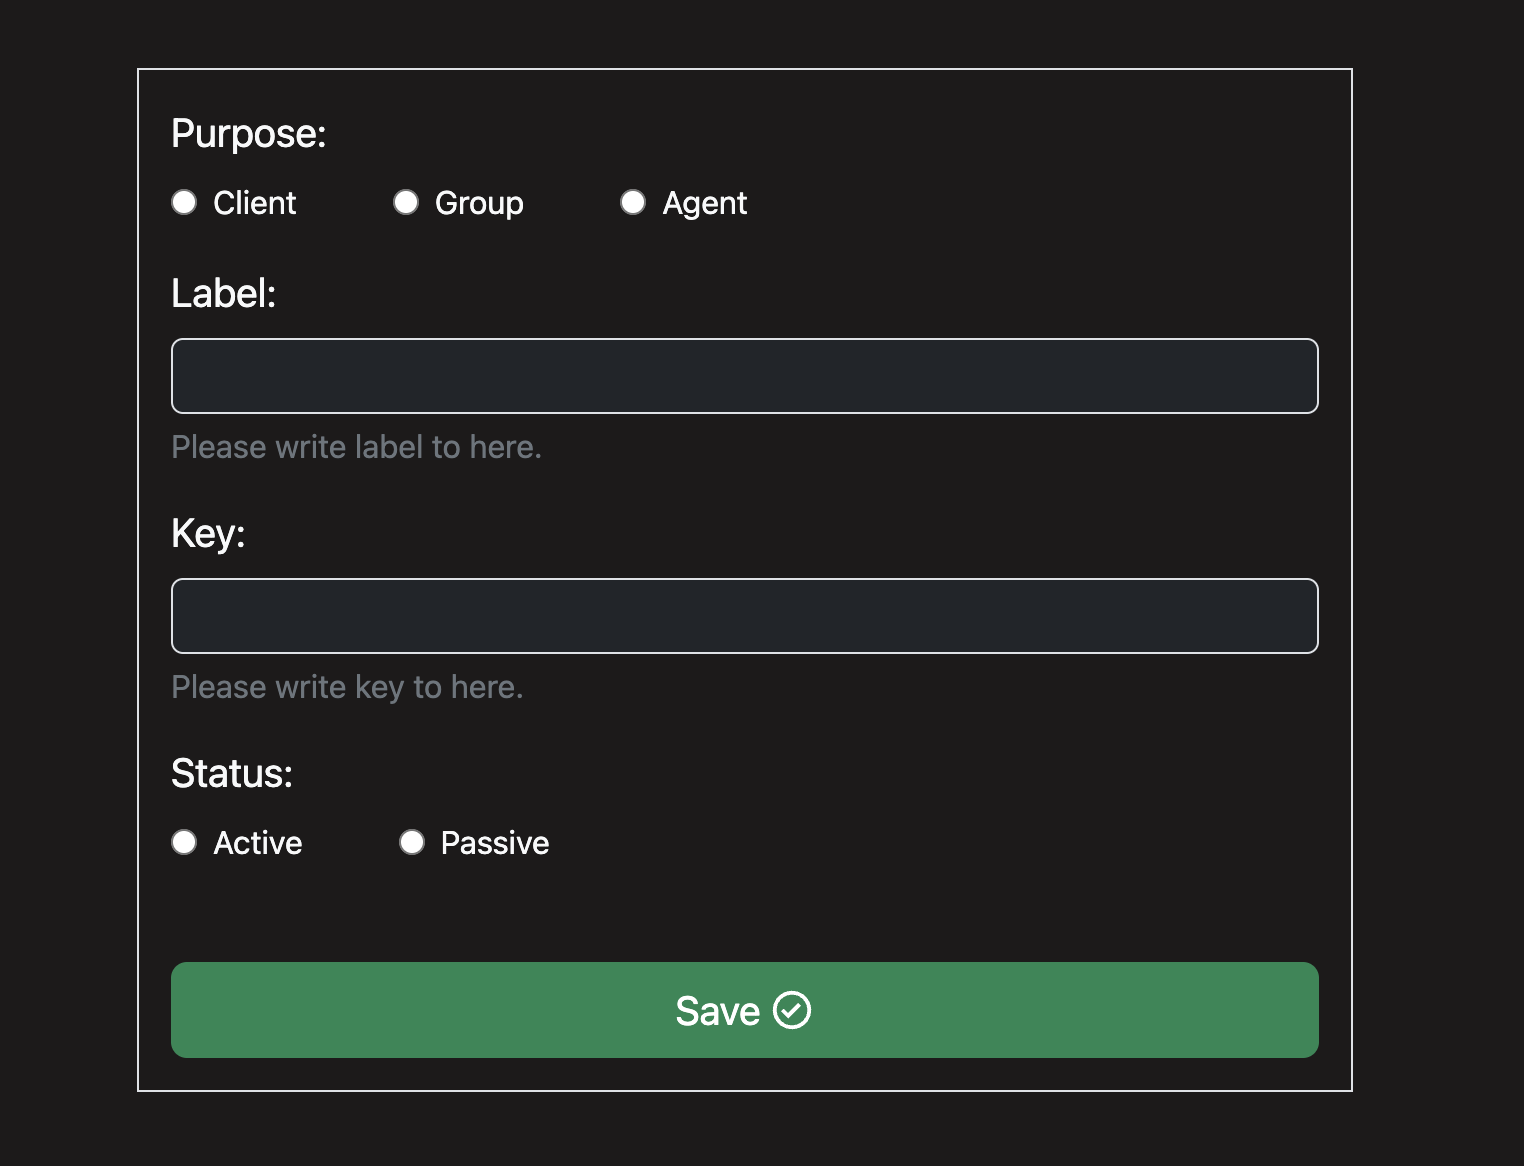 Purpose:
Client Group Agent
Label:
Please write label to here.
Key:
Please write key to here.
Status:
Active Passive
Save